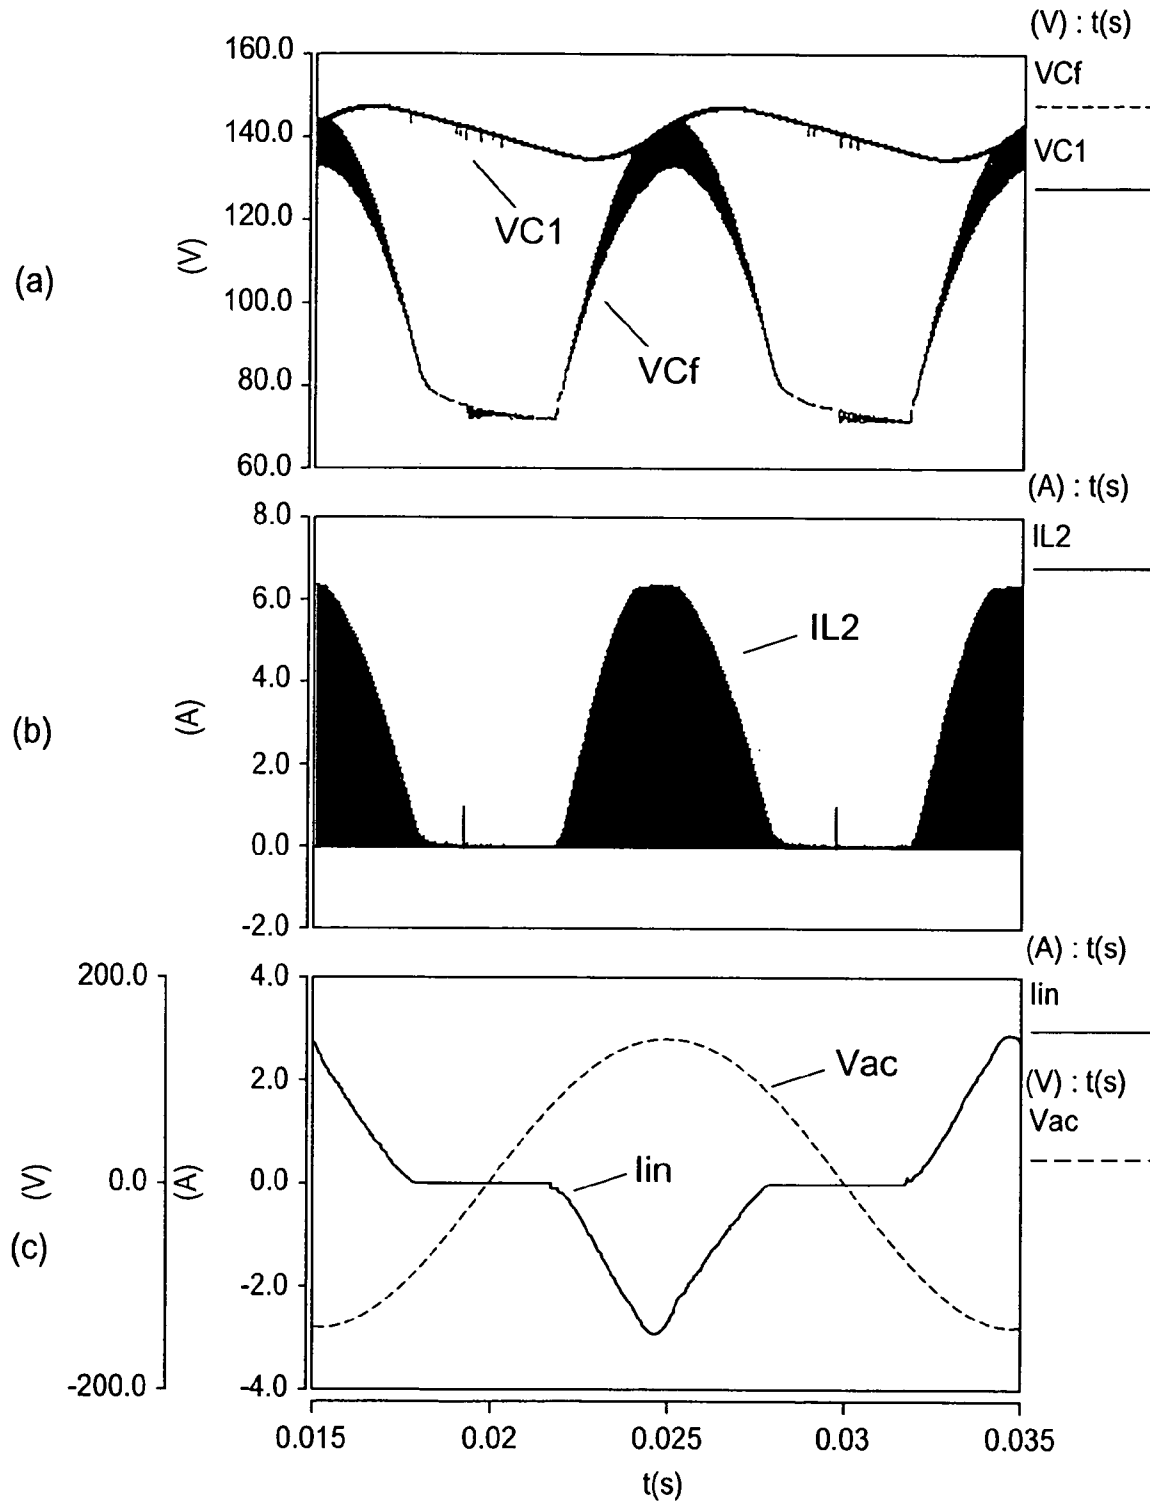 (V) : t(s)
VCf
VC1
160.0
140.0
120.0
100.0
80.0
60.0
(V)
(a)
VC1
VCf
(A) : t(s)
IL2
8.0
6.0
4.0
2.0
0.0
-2.0
(A)
(b)
IL2
(A) : t(s)
Iin
(V) : t(s)
Vac
200.0
0.0
-200.0
(V)
4.0
2.0
0.0
-2.0
-4.0
(A)
(c)
Vac
Iin
0.015 0.02 0.025 0.03 0.035
t(s)